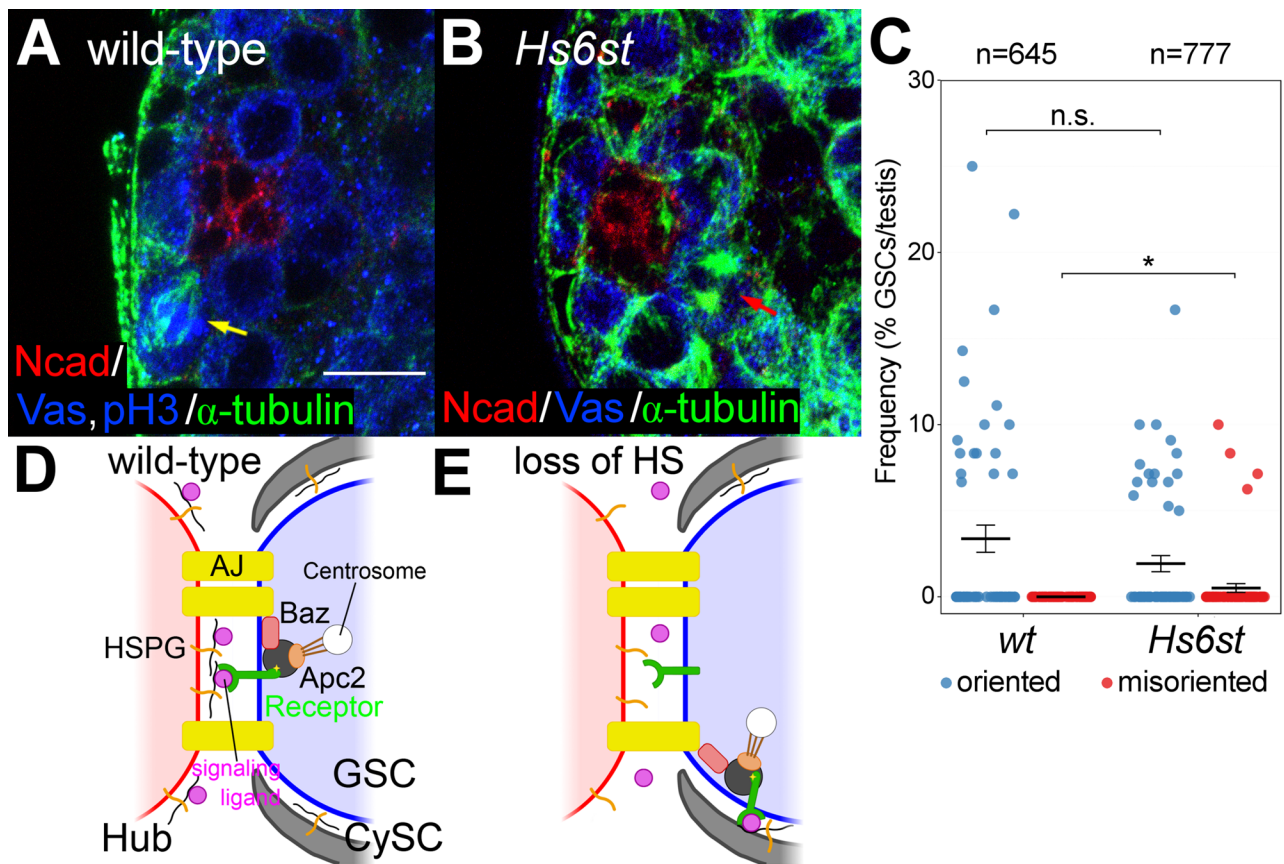 A wild-type
Ncad/
Vas, pH3/α-tubulin
B Hs6st
Ncad/Vas/α-tubulin
C
n=645 n=777
Frequency (% GSCs/testis)
30
20
10
0
n.s.
*
wt Hs6st
oriented misoriented
D wild-type
AJ
Centrosome
Baz
HSPG
Apc2
Receptor
signaling
ligand
GSC
Hub
CySC
E loss of HS